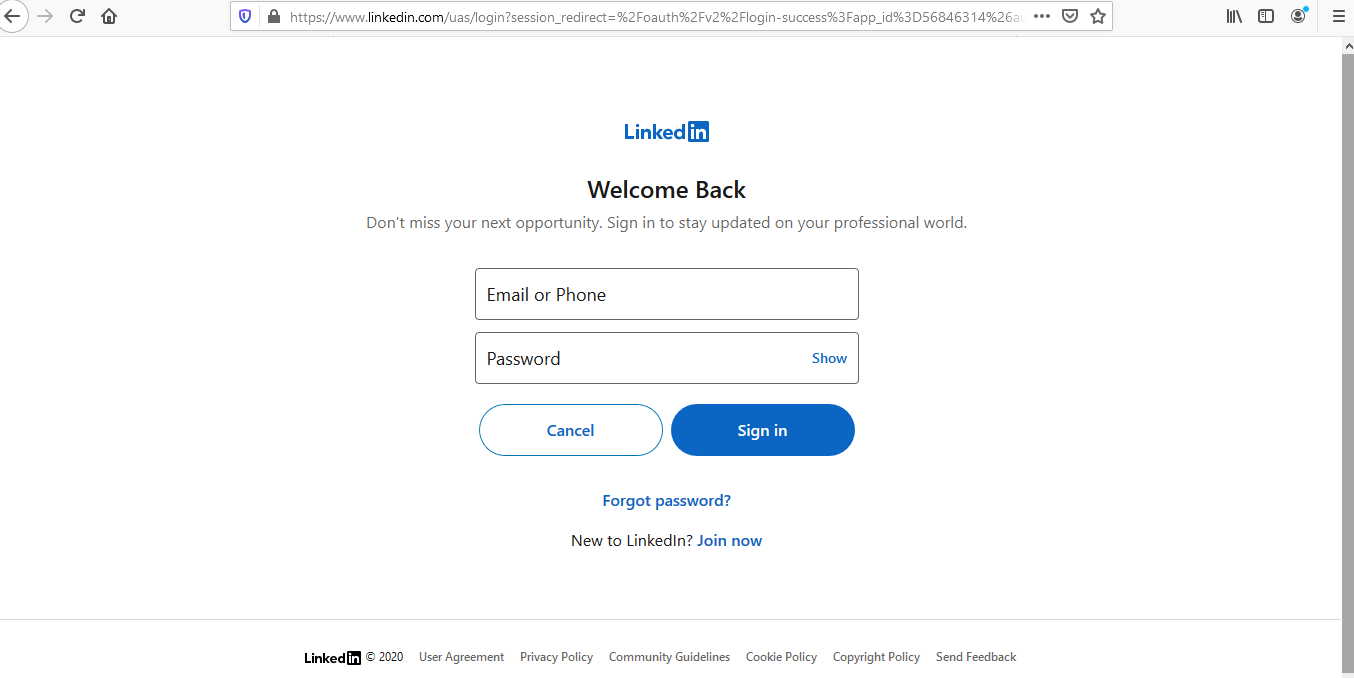 https://www.linkedin.com/uas/login?session_redirect=%2Foauth%2Fv2%2Flogin-success%3Fapp_id%3D56846314%26a
Linkedin
Welcome Back
Don't miss your next opportunity. Sign in to stay updated on your professional world.
Email or Phone
Password Show
Cancel Sign in
Forgot password?
New to LinkedIn? Join now
Linkedin © 2020 User Agreement Privacy Policy Community Guidelines Cookie Policy Copyright Policy Send Feedback